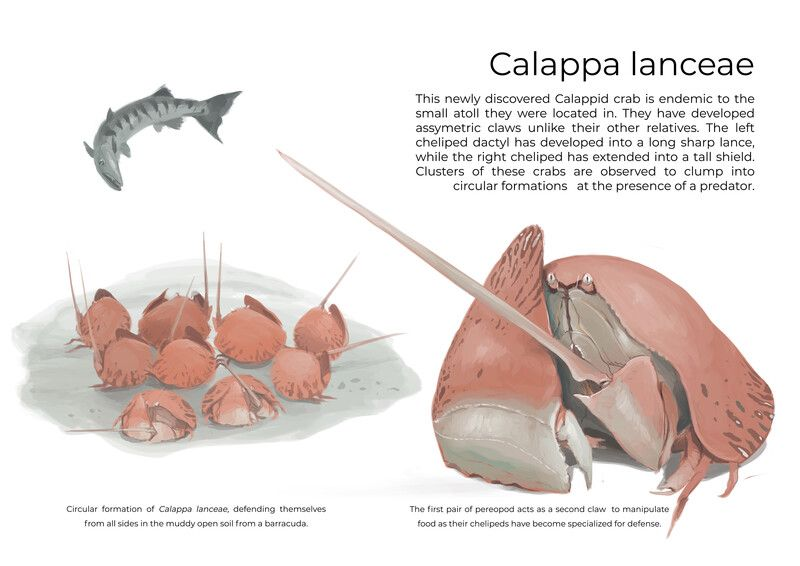 Calappa lanceae
This newly discovered Calappid crab is endemic to the
small atoll they were located in. They have developed
assymetric claws unlike their other relatives. The left
cheliped dactyl has developed into a long sharp lance,
while the right cheliped has extended into a tall shield.
Clusters of these crabs are observed to clump into
circular formations at the presence of a predator.
Circular formation of Calappa lanceae, defending themselves
from all sides in the muddy open soil from a barracuda.
The first pair of pereopod acts as a second claw to manipulate
food as their chelipeds have become specialized for defense.